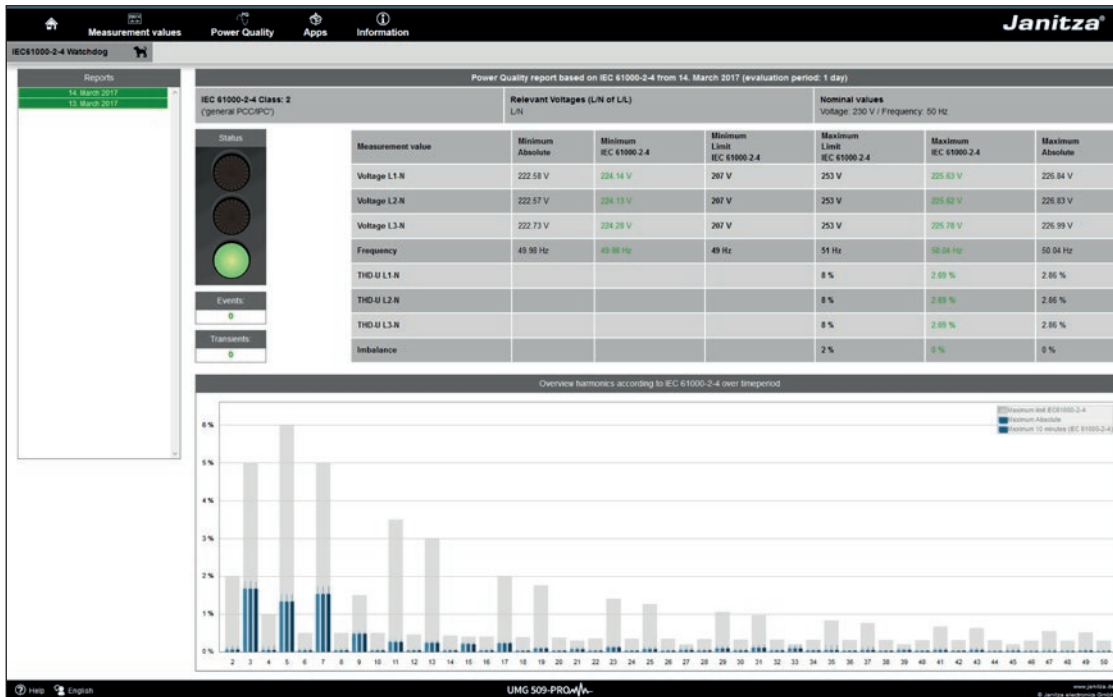 Measurement values
Power Quality
Apps
Information
Janitza®
IEC61000-2-4 Watchdog
Reports
14. March 2017
13. March 2017
Power Quality report based on IEC 61000-2-4 from 14. March 2017 (evaluation period: 1 day)
IEC 61000-2-4 Class: 2
('general PCC/IPC')
Relevant Voltages (L/N of L/L)
L/N
Nominal values
Voltage: 230 V / Frequency: 50 Hz
Status
Events:
0
Transients:
0
Measurement value Minimum Absolute Minimum IEC 61000-2-4 Minimum Limit IEC 61000-2-4 Maximum Limit IEC 61000-2-4 Maximum IEC 61000-2-4 Maximum Absolute
Voltage L1-N 222.58 V 224.14 V 207 V 253 V 225.63 V 226.84 V
Voltage L2-N 222.57 V 224.13 V 207 V 253 V 225.62 V 226.83 V
Voltage L3-N 222.73 V 224.28 V 207 V 253 V 225.78 V 226.99 V
Frequency 49.98 Hz 49.98 Hz 49 Hz 51 Hz 50.04 Hz 50.04 Hz
THD-U L1-N 8 % 2.69 % 2.86 %
THD-U L2-N 8 % 2.69 % 2.86 %
THD-U L3-N 8 % 2.69 % 2.86 %
Imbalance 2 % 0 % 0 %
Overview harmonics according to IEC 61000-2-4 over timeperiod
Maximum limit IEC61000-2-4
Maximum Absolute
Maximum 10 minutes (IEC 61000-2-4)
6 %
5 %
4 %
3 %
2 %
1 %
0 %
2 3 4 5 6 7 8 9 10 11 12 13 14 15 16 17 18 19 20 21 22 23 24 25 26 27 28 29 30 31 32 33 34 35 36 37 38 39 40 41 42 43 44 45 46 47 48 49 50
Help
English
UMG 509-PRO
www.janitza.de
© Janitza electronics GmbH